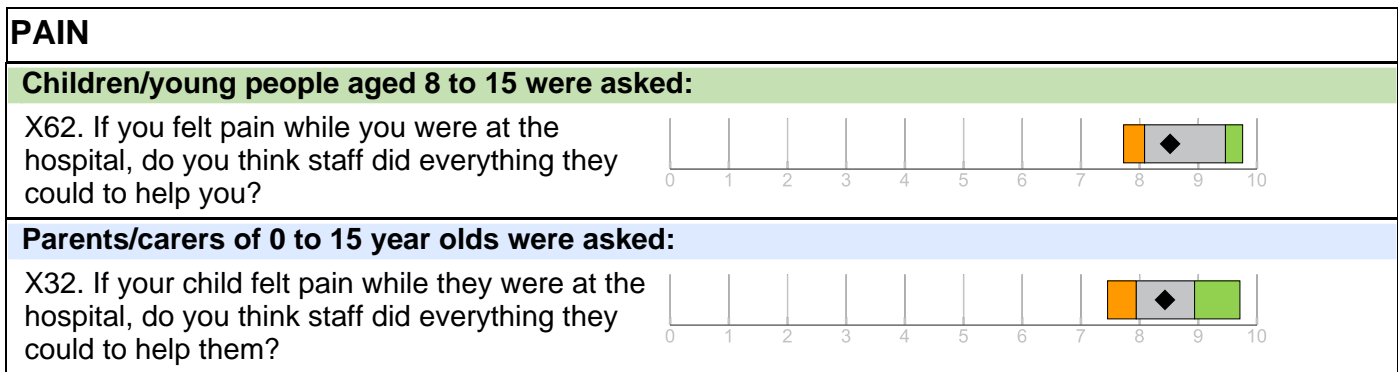 PAIN
Children/young people aged 8 to 15 were asked:
X62. If you felt pain while you were at the
hospital, do you think staff did everything they
could to help you?
0 1 2 3 4 5 6 7 8 9 10
Parents/carers of 0 to 15 year olds were asked:
X32. If your child felt pain while they were at the
hospital, do you think staff did everything they
could to help them?
0 1 2 3 4 5 6 7 8 9 10